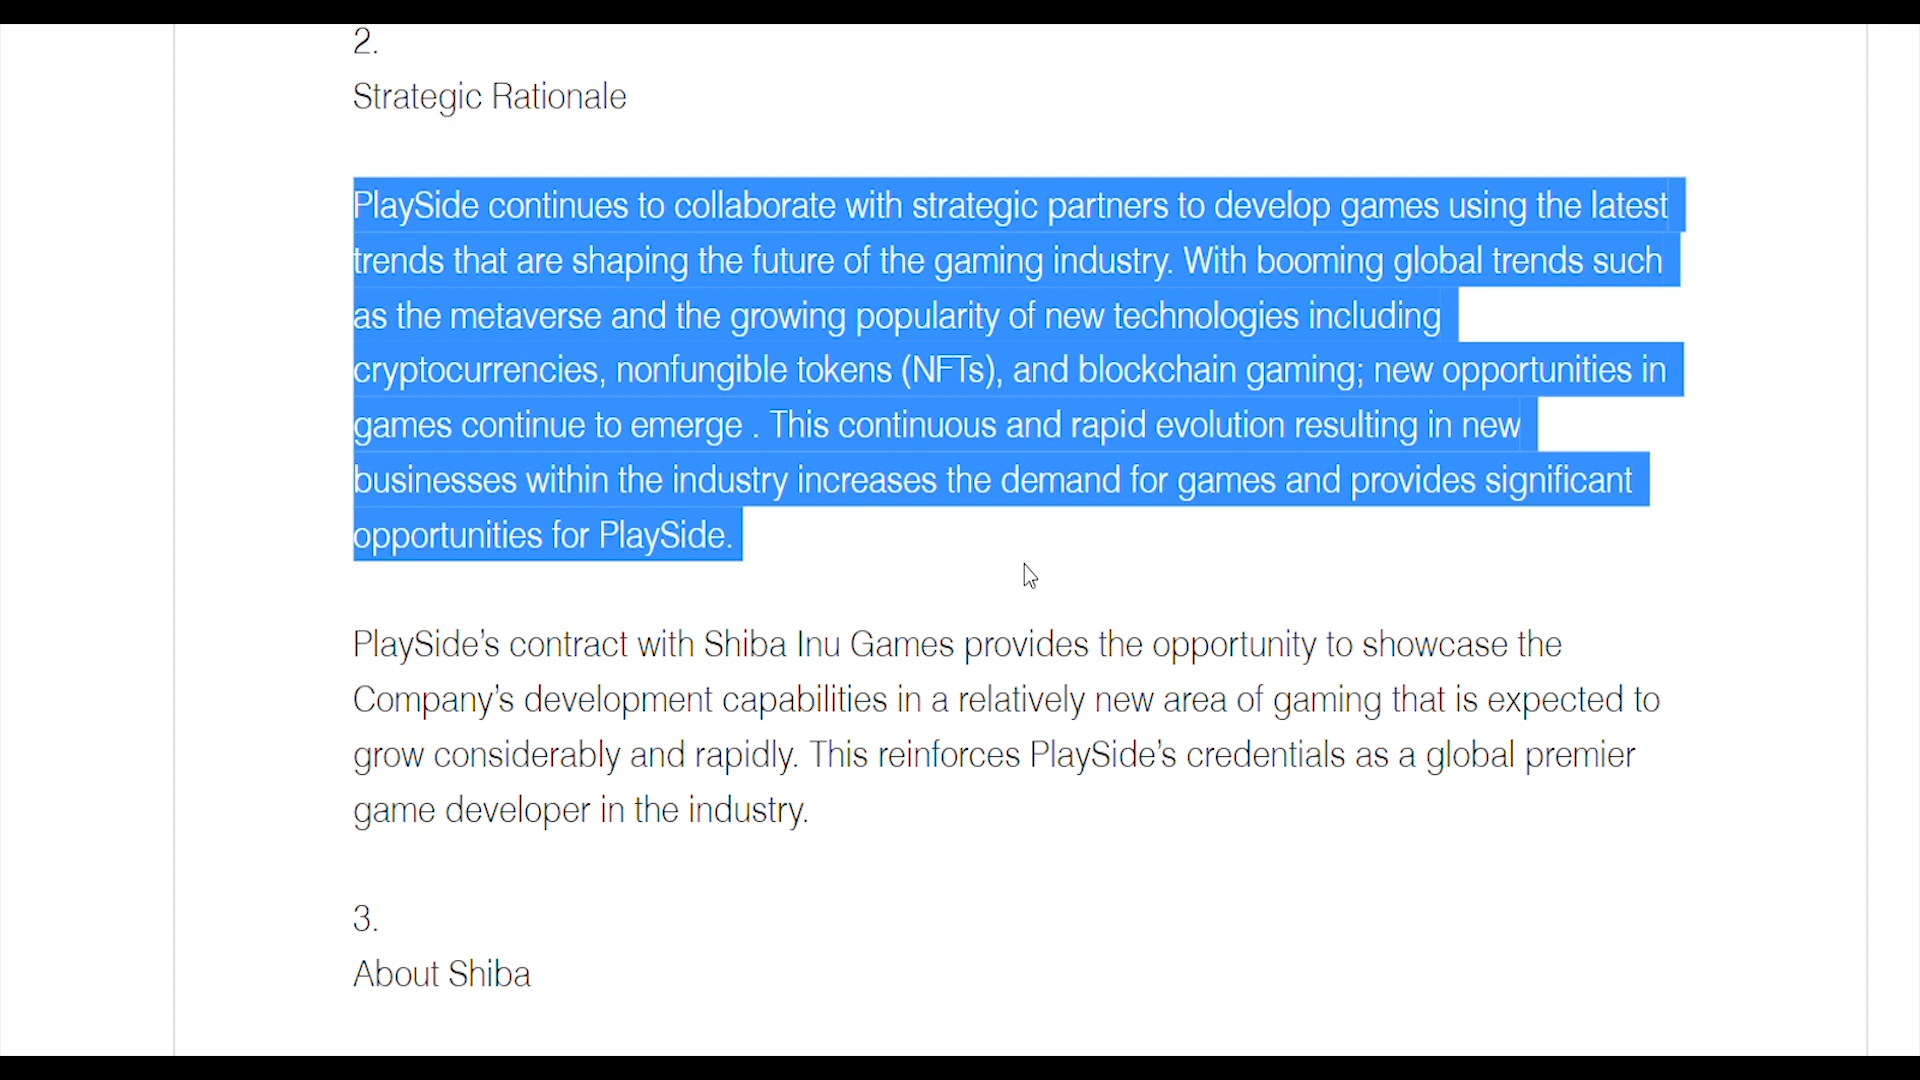 2.
Strategic Rationale
PlaySide continues to collaborate with strategic partners to develop games using the latest
trends that are shaping the future of the gaming industry. With booming global trends such
as the metaverse and the growing popularity of new technologies including
cryptocurrencies, nonfungible tokens (NFTs), and blockchain gaming; new opportunities in
games continue to emerge . This continuous and rapid evolution resulting in new
businesses within the industry increases the demand for games and provides significant
opportunities for PlaySide.
PlaySide’s contract with Shiba Inu Games provides the opportunity to showcase the
Company’s development capabilities in a relatively new area of gaming that is expected to
grow considerably and rapidly. This reinforces PlaySide’s credentials as a global premier
game developer in the industry.
3.
About Shiba